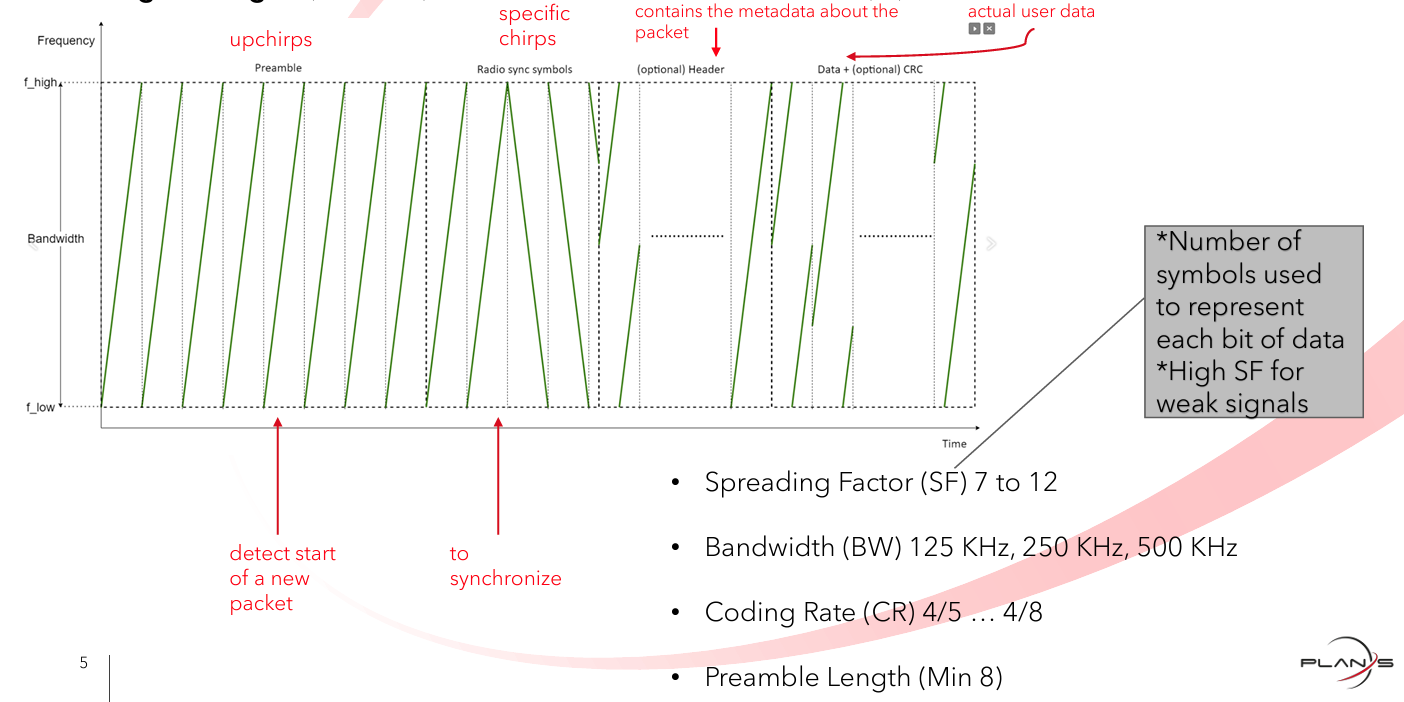 specific
chirps
contains the metadata about the
packet
actual user data
upchirps
Frequency
Preamble
Radio sync symbols
(optional) Header
Data + (optional) CRC
f_high
Bandwidth
f_low
Time
*Number of
symbols used
to represent
each bit of data
*High SF for
weak signals
detect start
of a new
packet
to
synchronize
• Spreading Factor (SF) 7 to 12
• Bandwidth (BW) 125 KHz, 250 KHz, 500 KHz
• Coding Rate (CR) 4/5 … 4/8
• Preamble Length (Min 8)
5
PLAN-S